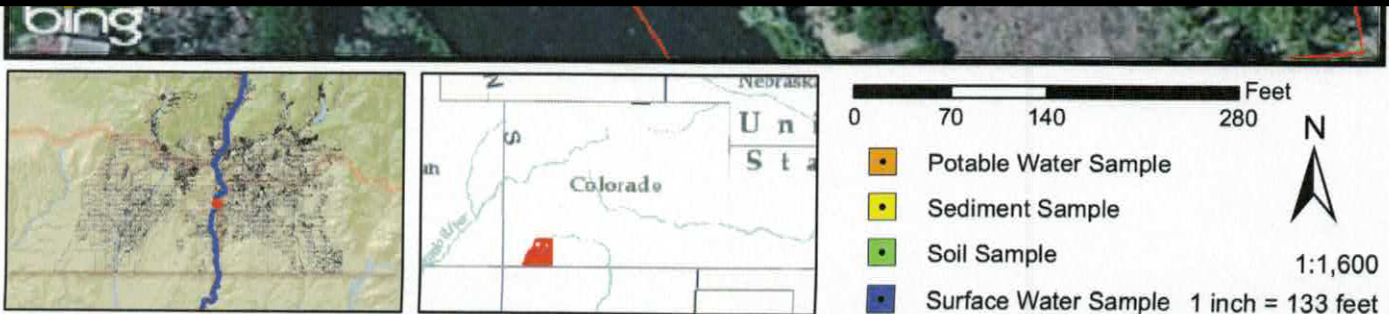 bing
Nebrask
U n i
S t a
Colorado
Feet
0 70 140 280
N
Potable Water Sample
Sediment Sample
Soil Sample
1:1,600
Surface Water Sample 1 inch = 133 feet